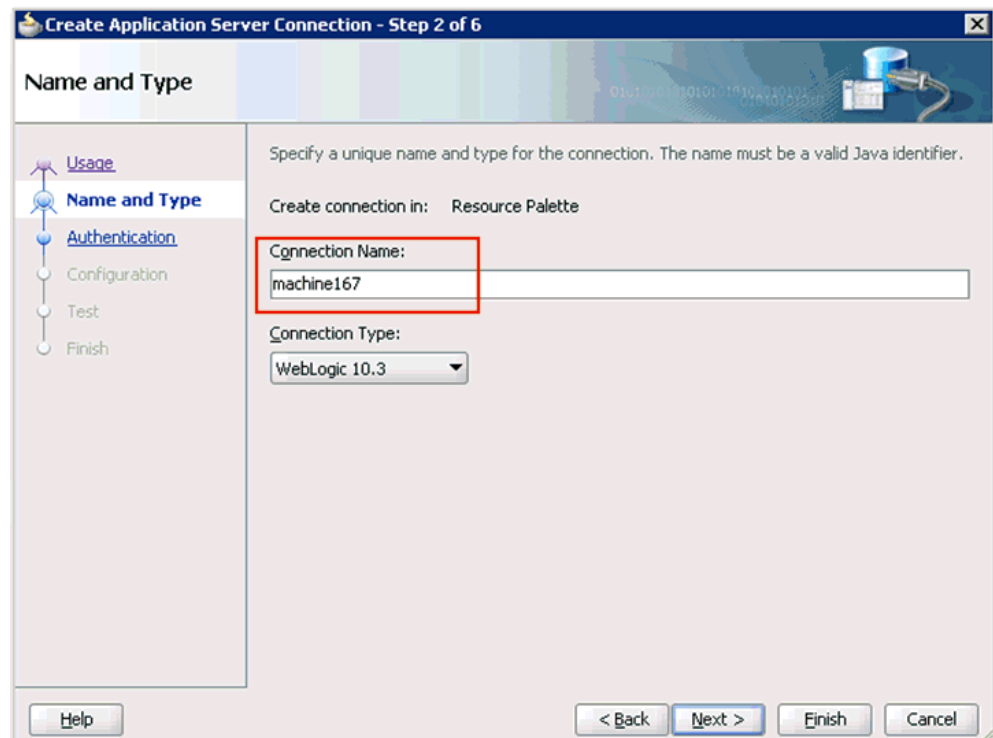 Create Application Server Connection - Step 2 of 6
Name and Type
Usage
Name and Type
Authentication
Configuration
Test
Finish
Specify a unique name and type for the connection. The name must be a valid Java identifier.
Create connection in: Resource Palette
Connection Name:
machine167
Connection Type:
WebLogic 10.3
Help
< Back
Next >
Finish
Cancel